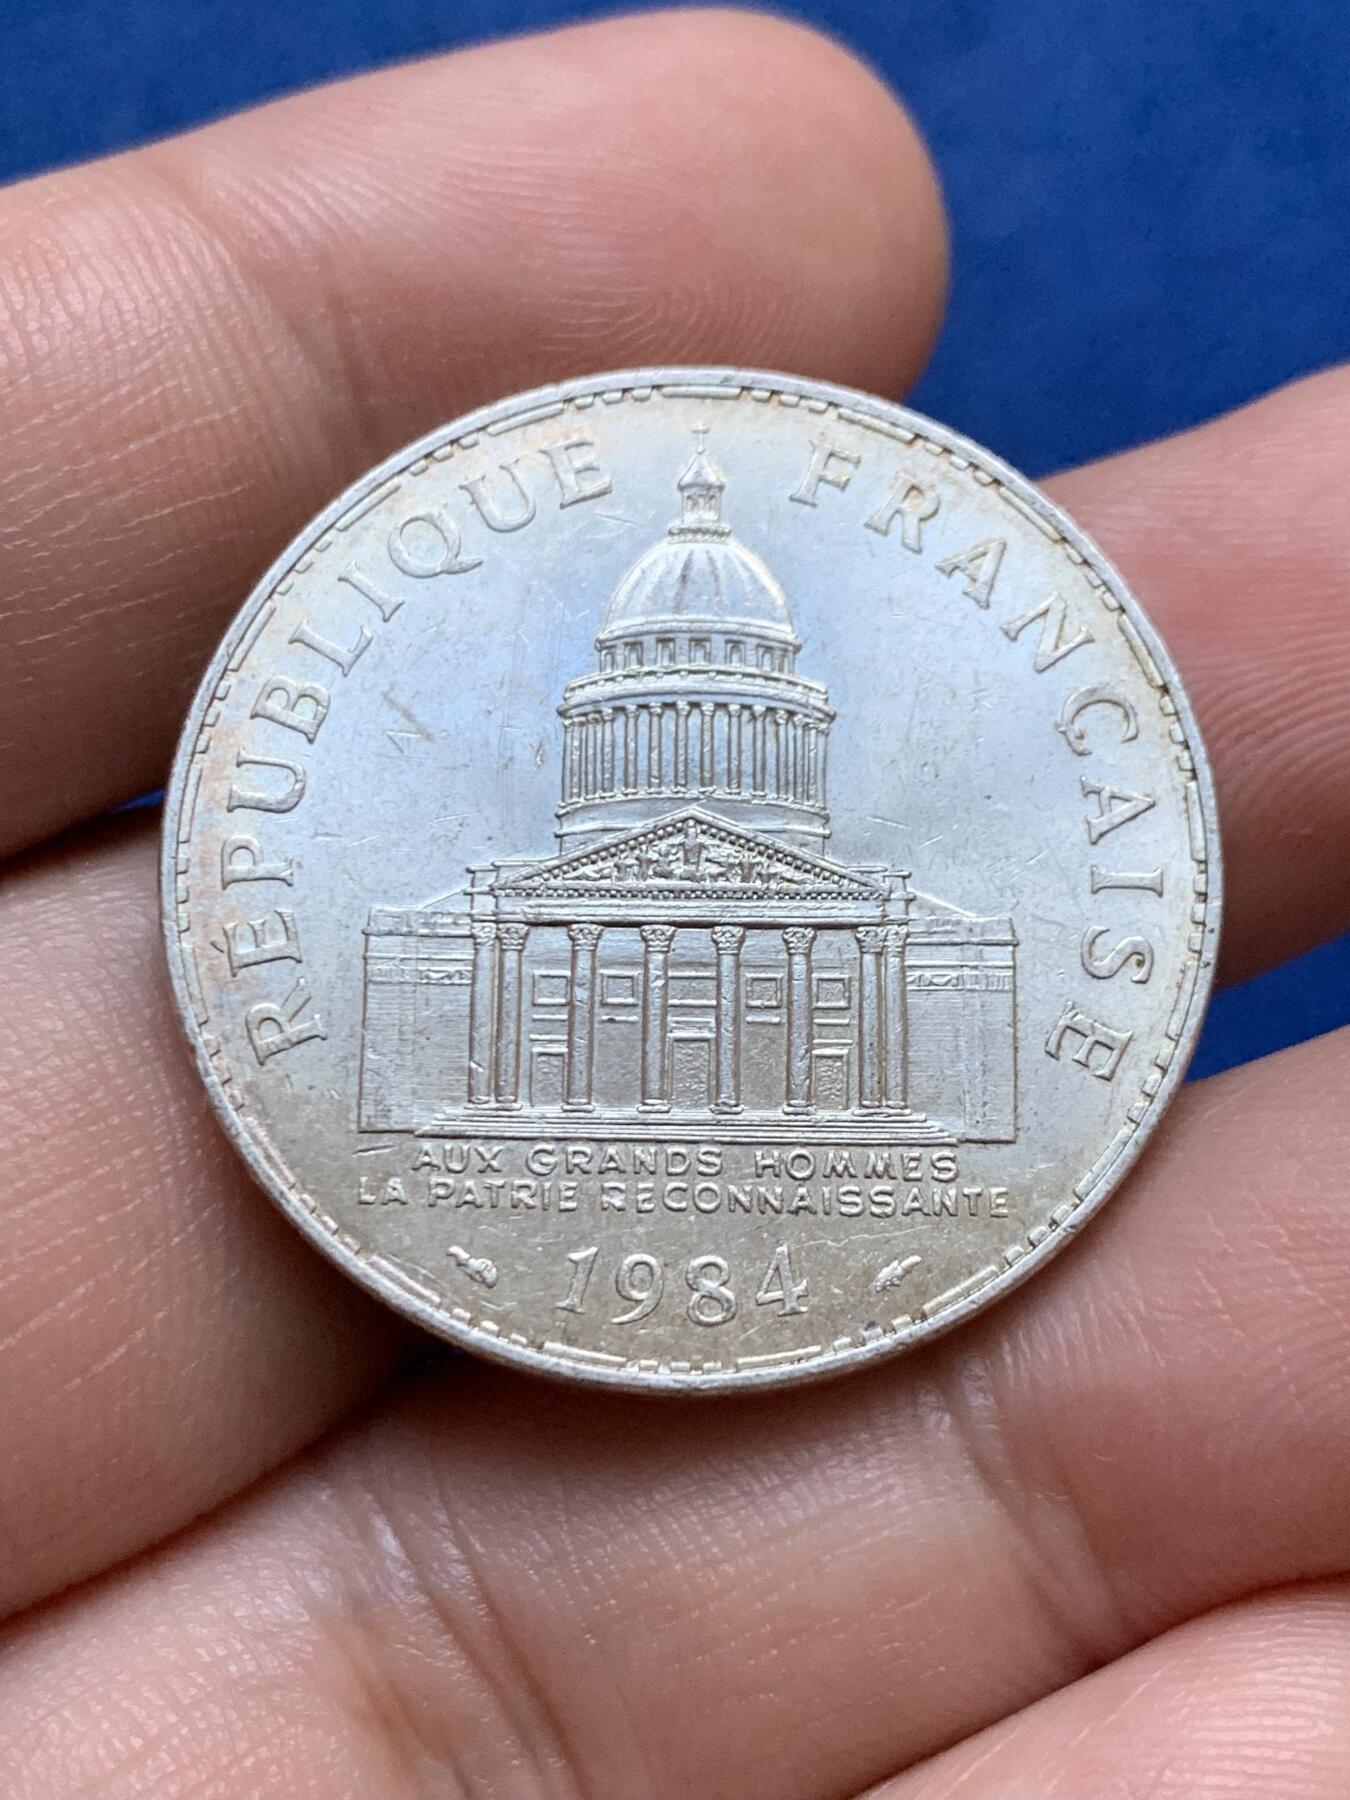 RÉPUBLIQUE FRANÇAISE
AUX GRANDS HOMMES
LA PATRIE RECONNAISSANTE
1984